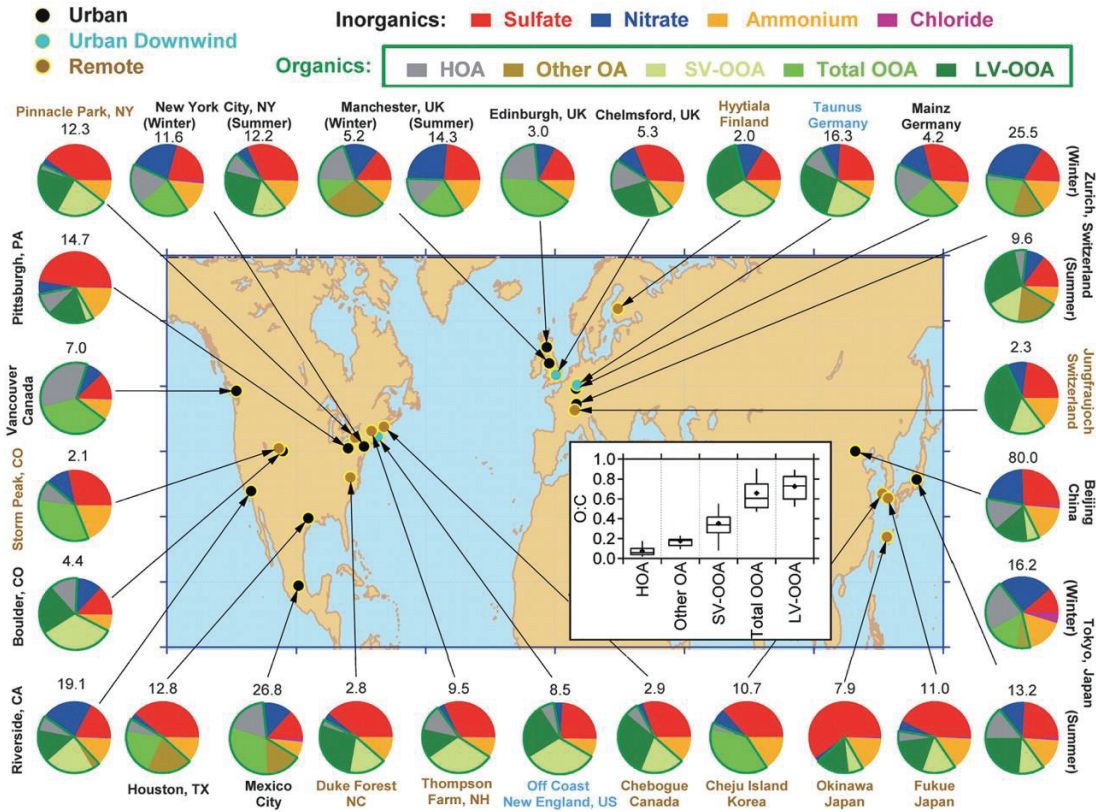 Urban
Urban Downwind
Remote
Inorganics: Sulfate Nitrate Ammonium Chloride
Organics: HOA Other OA SV-OOA Total OOA LV-OOA
Pinnacle Park, NY
12.3
New York City, NY
(Winter) (Summer)
11.6 12.2
Manchester, UK
(Winter) (Summer)
5.2 14.3
Edinburgh, UK
3.0
Chelmsford, UK
5.3
Hyytiala
Finland
2.0
Taunus
Germany
16.3
Mainz
Germany
4.2
25.5
(Winter)
Zurich, Switzerland
9.6
(Summer)
Pittsburgh, PA
14.7
Vancouver
Canada
7.0
Storm Peak, CO
2.1
Boulder, CO
4.4
Jungfraujoch
Switzerland
2.3
Beijing
China
80.0
16.2
(Winter)
Tokyo, Japan
13.2
(Summer)
O:C
1.0
0.8
0.6
0.4
0.2
0.0
HOA
Other OA
SV-OOA
Total OOA
LV-OOA
Riverside, CA
19.1
12.8
Houston, TX
26.8
Mexico
City
2.8
Duke Forest
NC
9.5
Thompson
Farm, NH
8.5
Off Coast
New England, US
2.9
Chebogue
Canada
10.7
Cheju Island
Korea
7.9
Okinawa
Japan
11.0
Fukue
Japan